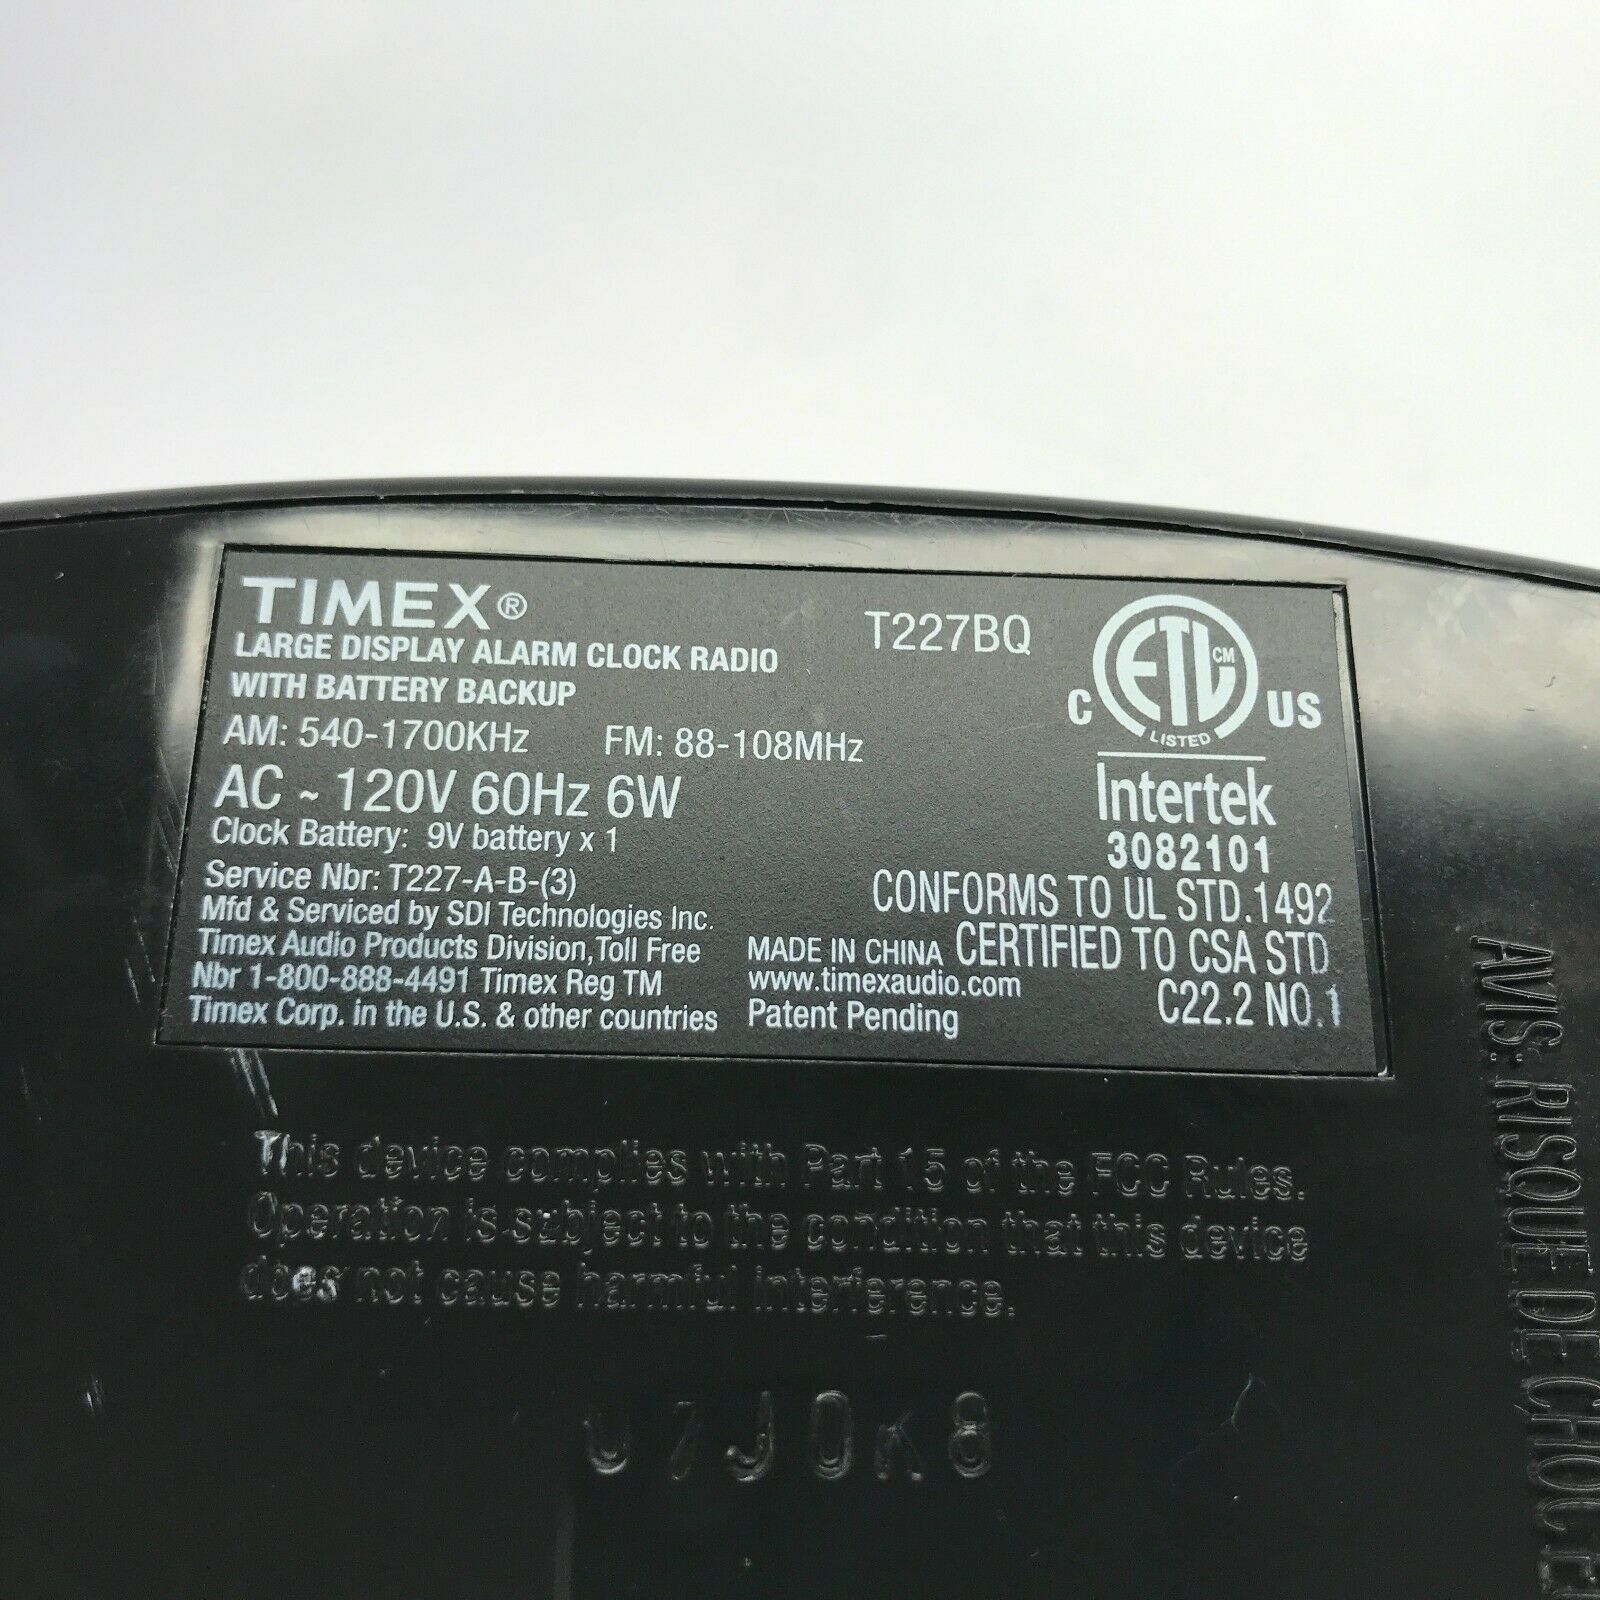 TIMEX®
LARGE DISPLAY ALARM CLOCK RADIO
WITH BATTERY BACKUP
AM: 540-1700KHz FM: 88-108MHz
AC ~ 120V 60Hz 6W
Clock Battery: 9V battery x 1
Service Nbr: T227-A-B-(3)
Mfd & Serviced by SDI Technologies Inc.
Timex Audio Products Division,Toll Free
Nbr 1-800-888-4491 Timex Reg TM
Timex Corp. in the U.S. & other countries
MADE IN CHINA
www.timexaudio.com
Patent Pending
T227BQ
C ETL CM US
LISTED
Intertek
3082101
CONFORMS TO UL STD.1492
CERTIFIED TO CSA STD
C22.2 NO.1
This device complies with Part 15 of the FCC Rules.
Operation is subject to the condition that this device
does not cause harmful interference.
07J0K8
AVIS: RISQUE DE CHOC